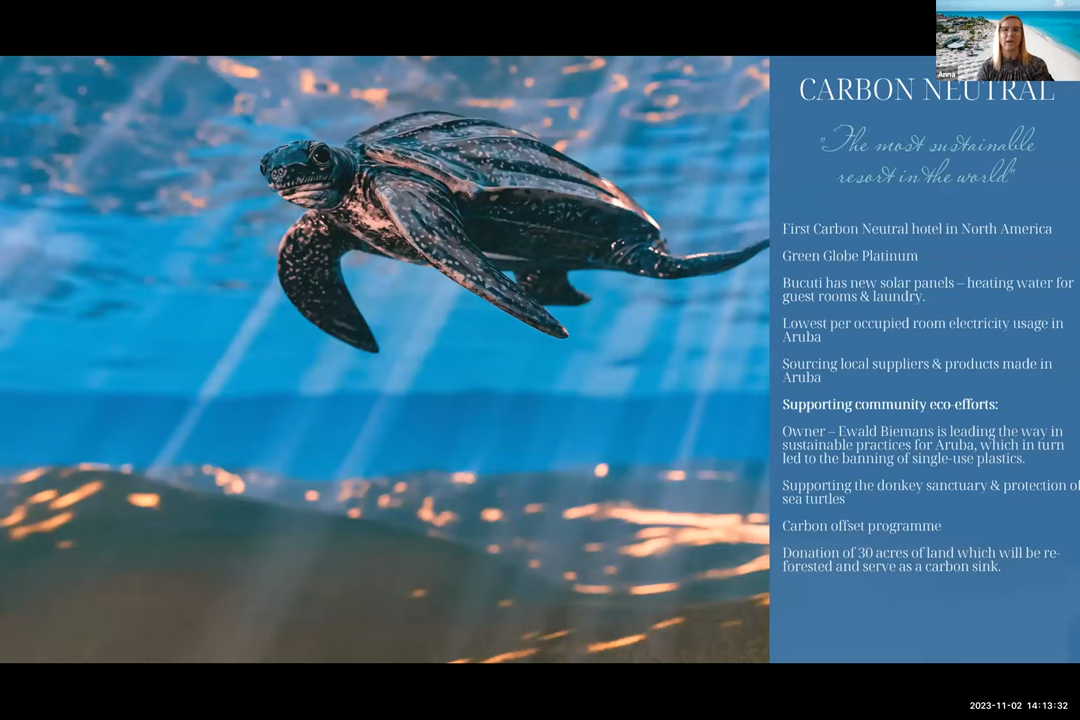 Anna
CARBON NEUTRAL
"The most sustainable
resort in the world"
First Carbon Neutral hotel in North America
Green Globe Platinum
Bucuti has new solar panels – heating water for
guest rooms & laundry.
Lowest per occupied room electricity usage in
Aruba
Sourcing local suppliers & products made in
Aruba
Supporting community eco-efforts:
Owner – Ewald Biemans is leading the way in
sustainable practices for Aruba, which in turn
led to the banning of single-use plastics.
Supporting the donkey sanctuary & protection of
sea turtles
Carbon offset programme
Donation of 30 acres of land which will be re-
forested and serve as a carbon sink.
2023-11-02 14:13:32